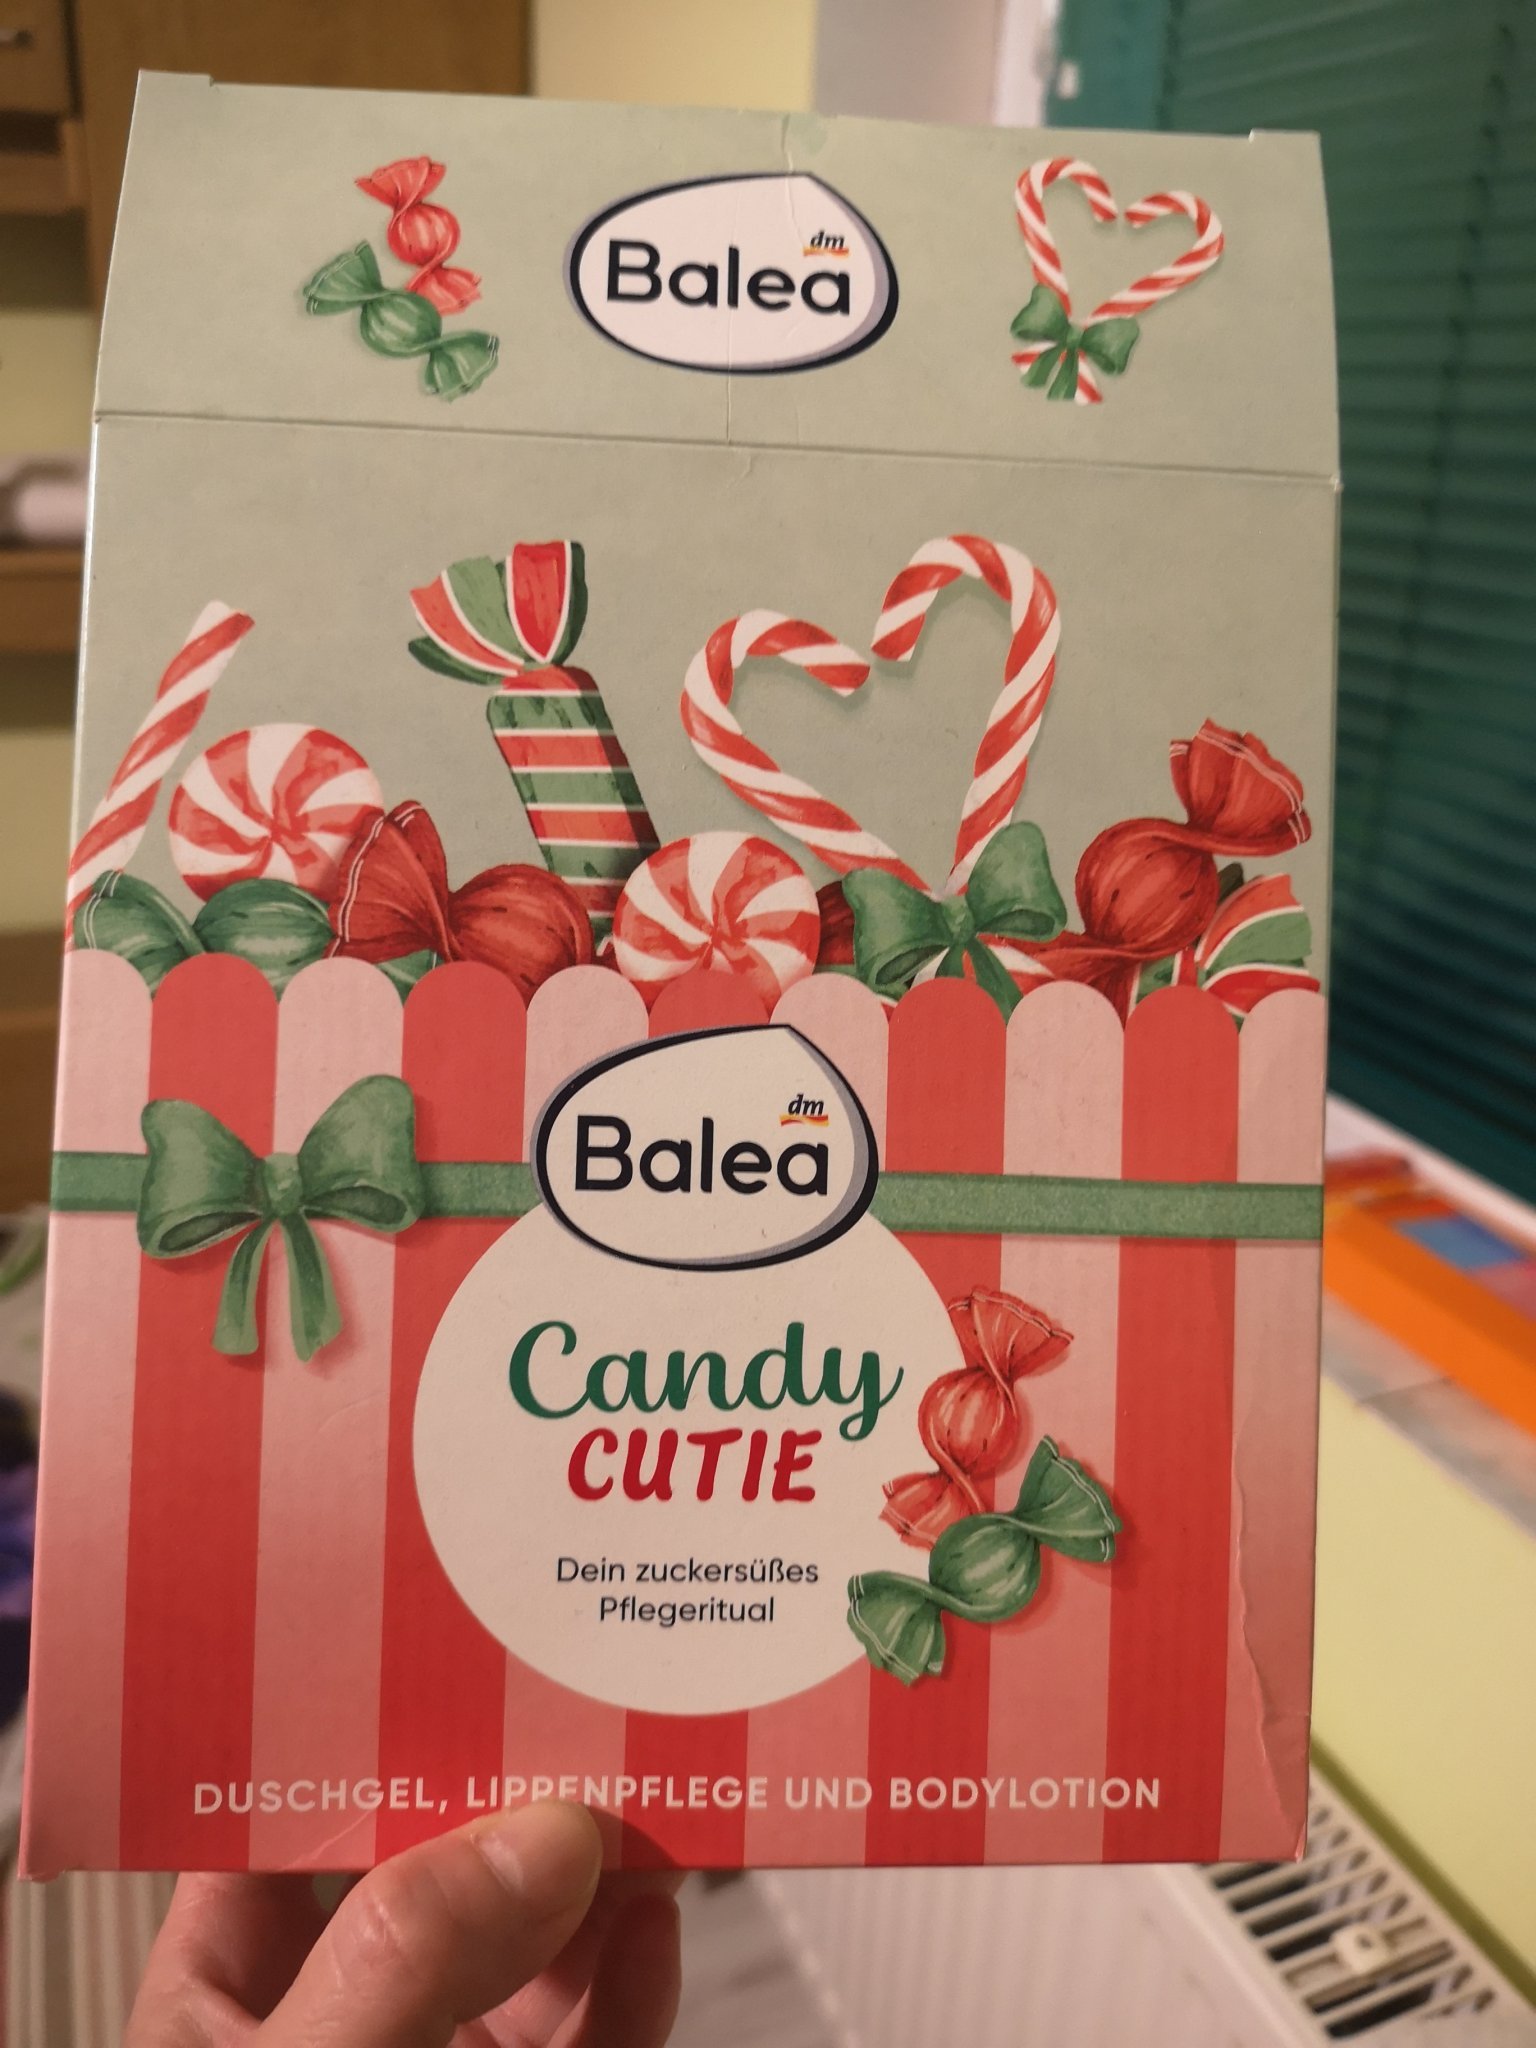 dm
Balea
dm
Balea
Candy
CUTIE
Dein zuckersüßes
Pflegeritual
DUSCHGEL, LIPPENPFLEGE UND BODYLOTION